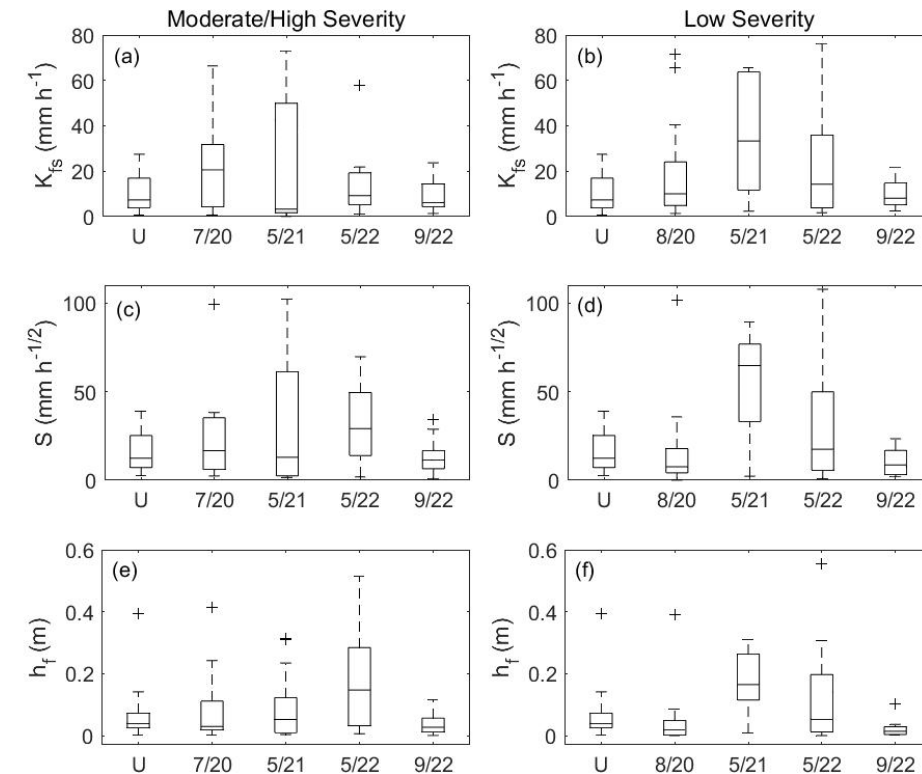 Moderate/High Severity
Low Severity
(a)
80
60
40
20
0
K_fs (mm h^-1)
U 7/20 5/21 5/22 9/22
(b)
80
60
40
20
0
K_fs (mm h^-1)
U 8/20 5/21 5/22 9/22
(c)
100
50
0
S (mm h^-1/2)
U 7/20 5/21 5/22 9/22
(d)
100
50
0
S (mm h^-1/2)
U 8/20 5/21 5/22 9/22
(e)
0.6
0.4
0.2
0
h_f (m)
U 7/20 5/21 5/22 9/22
(f)
0.6
0.4
0.2
0
h_f (m)
U 8/20 5/21 5/22 9/22